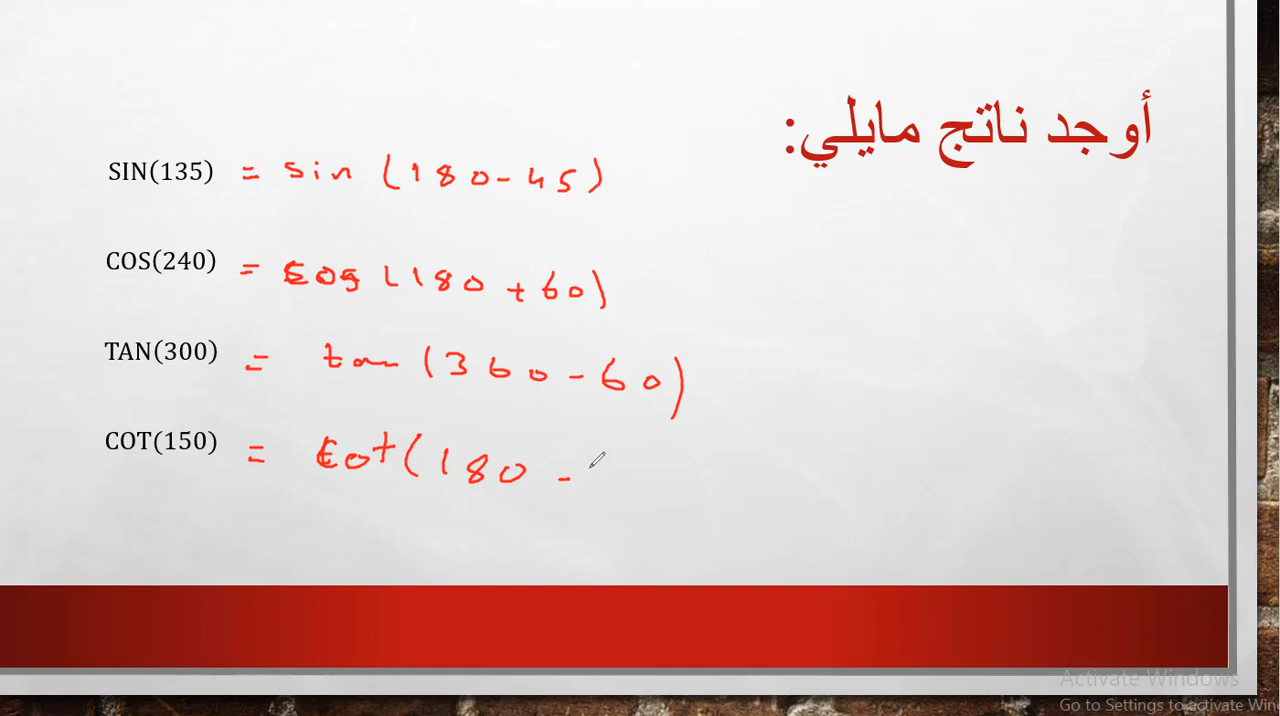 أوجد ناتج مايلي:
SIN(135) = sin (180-45)
COS(240) = cos (180 + 60)
TAN(300) = tan (360-60)
COT(150) = cot (180 -
Activate Windows
Go to Settings to activate Win